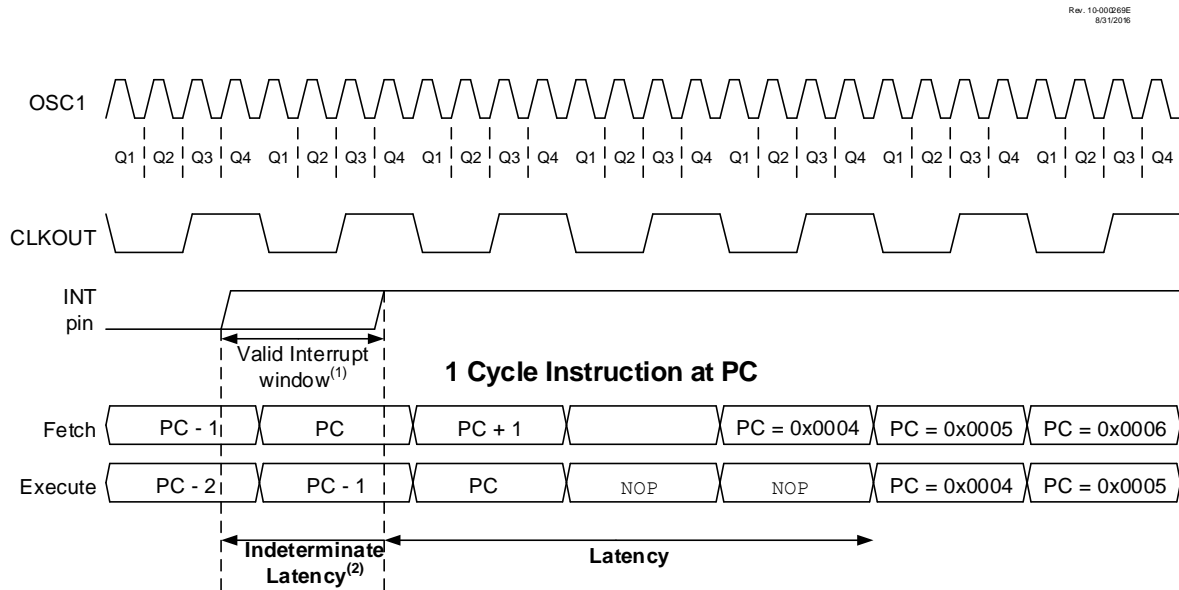 Rev. 10-000269E
8/31/2016
OSC1
Q1 Q2 Q3 Q4 Q1 Q2 Q3 Q4 Q1 Q2 Q3 Q4 Q1 Q2 Q3 Q4 Q1 Q2 Q3 Q4 Q1 Q2 Q3 Q4 Q1 Q2 Q3 Q4
CLKOUT
INT
pin
Valid Interrupt
window(1)
1 Cycle Instruction at PC
Fetch PC - 1 PC PC + 1 PC = 0x0004 PC = 0x0005 PC = 0x0006
Execute PC - 2 PC - 1 PC NOP NOP PC = 0x0004 PC = 0x0005
Indeterminate
Latency(2)
Latency